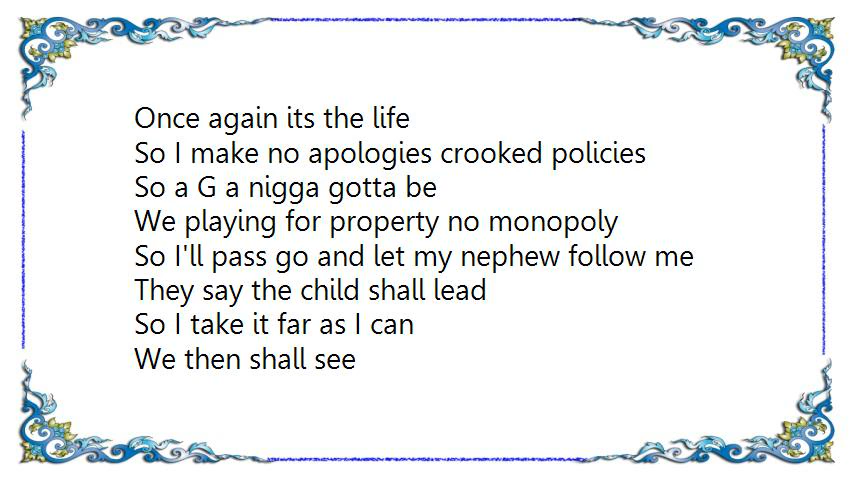 Once again its the life
So I make no apologies crooked policies
So a G a nigga gotta be
We playing for property no monopoly
So I'll pass go and let my nephew follow me
They say the child shall lead
So I take it far as I can
We then shall see